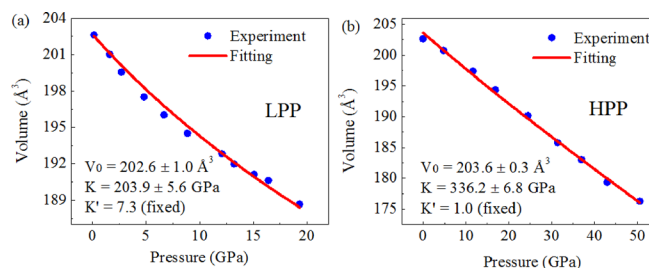 (a)
204
201
198
195
192
189
Volume (Å³)
Experiment
Fitting
LPP
V₀ = 202.6 ± 1.0 Å³
K = 203.9 ± 5.6 GPa
K' = 7.3 (fixed)
0 5 10 15 20
Pressure (GPa)
(b)
205
200
195
190
185
180
175
Volume (Å³)
Experiment
Fitting
HPP
V₀ = 203.6 ± 0.3 Å³
K = 336.2 ± 6.8 GPa
K' = 1.0 (fixed)
0 10 20 30 40 50
Pressure (GPa)